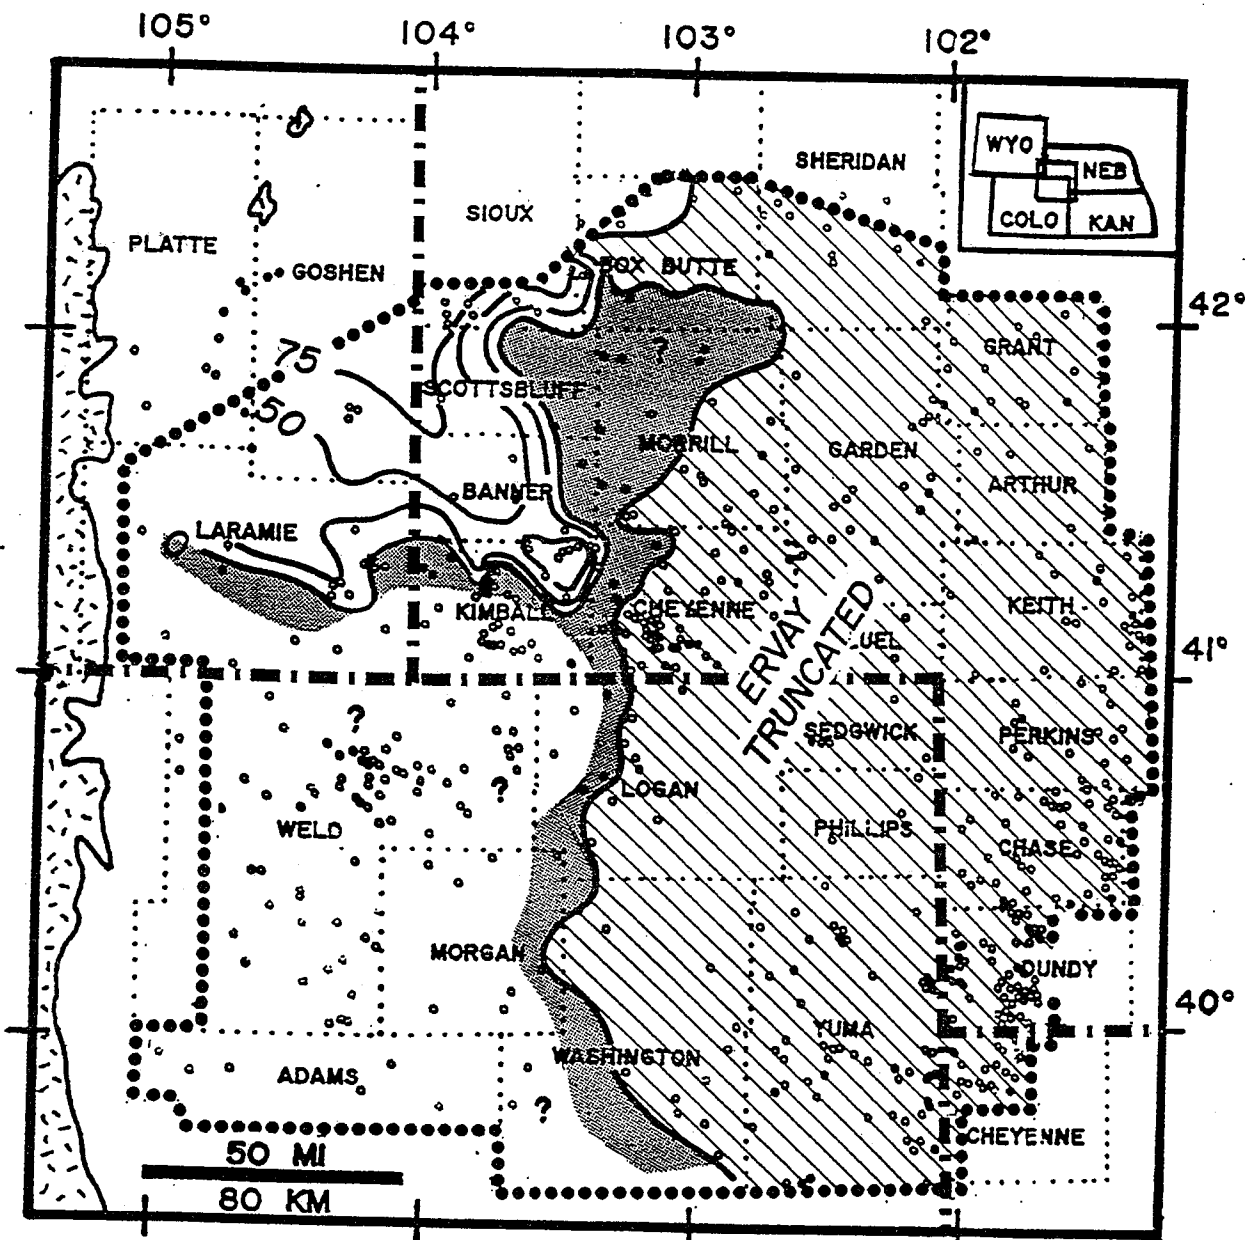 105° 104° 103° 102°
SHERIDAN
WYO
NEB
SIOUX
COLO KAN
PLATTE
GOSHEN
BOX BUTTE
42°
75
GRANT
SCOTTSBLUFF
50
?
MORRILL
GARDEN
ARTHUR
BANNER
LARAMIE
KIMBALL
CHEYENNE
KEITH
UEL
41°
ERVAY
TRUNCATED
?
SEDGWICK
PERKINS
?
LOGAN
WELD
PHILLIPS
CHASE
MORGAN
DUNDY
40°
YUMA
WASHINGTON
ADAMS
?
CHEYENNE
50 MI
80 KM